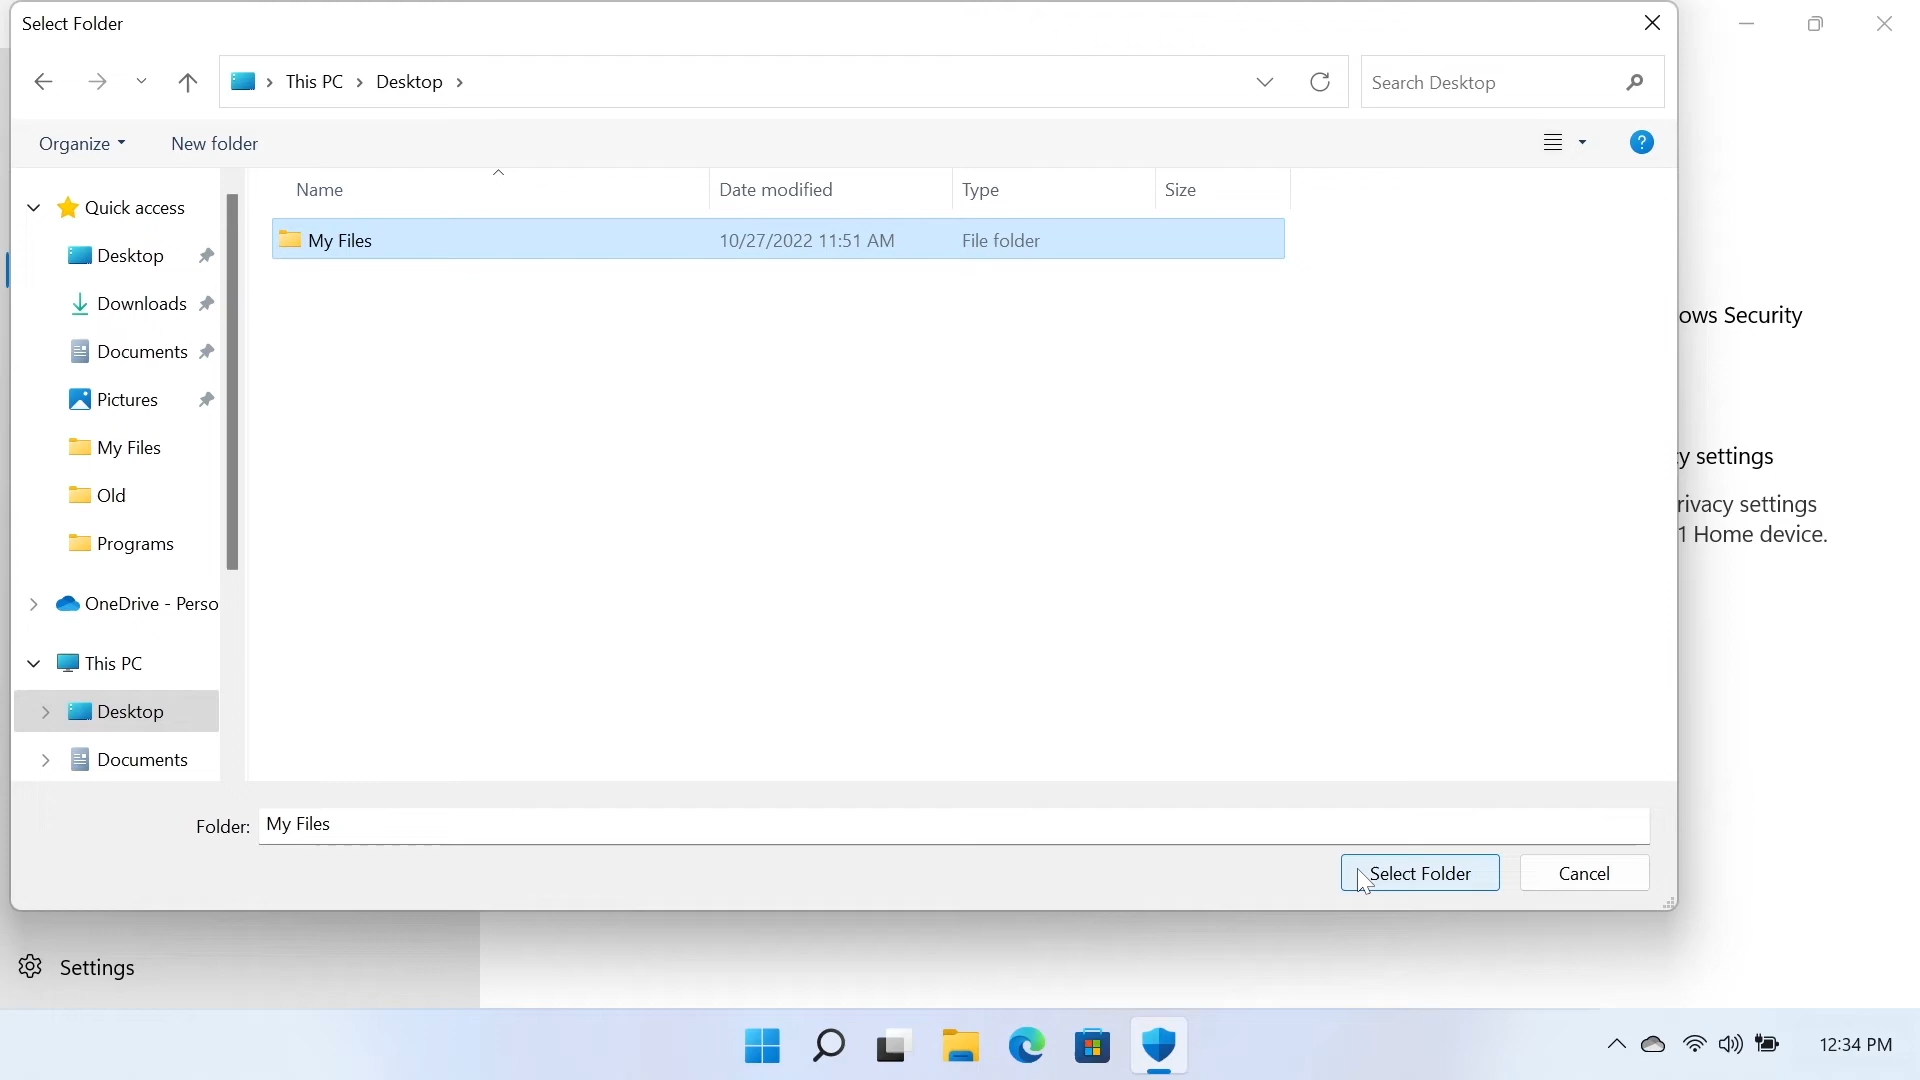 Select Folder
This PC
Desktop
Search Desktop
Organize
New folder
?
Name
Date modified
Type
Size
My Files
10/27/2022 11:51 AM
File folder
Quick access
Desktop
Downloads
Documents
Pictures
My Files
Old
Programs
OneDrive - Perso
This PC
Desktop
Documents
Folder:
My Files
Select Folder
Cancel
ows Security
y settings
rivacy settings
1 Home device.
Settings
12:34 PM